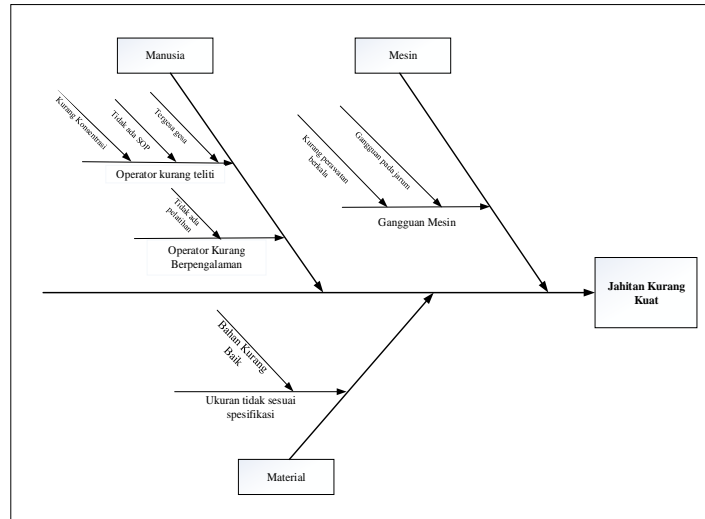 Manusia
Mesin
Kurang Konsentrasi
Tidak ada SOP
Tergesa gesa
Operator kurang teliti
Tidak ada
pelatihan
Operator Kurang
Berpengalaman
Kurang perawatan
berkala
Gangguan pada jarum
Gangguan Mesin
Jahitan Kurang
Kuat
Bahan Kurang
Baik
Ukuran tidak sesuai
spesifikasi
Material